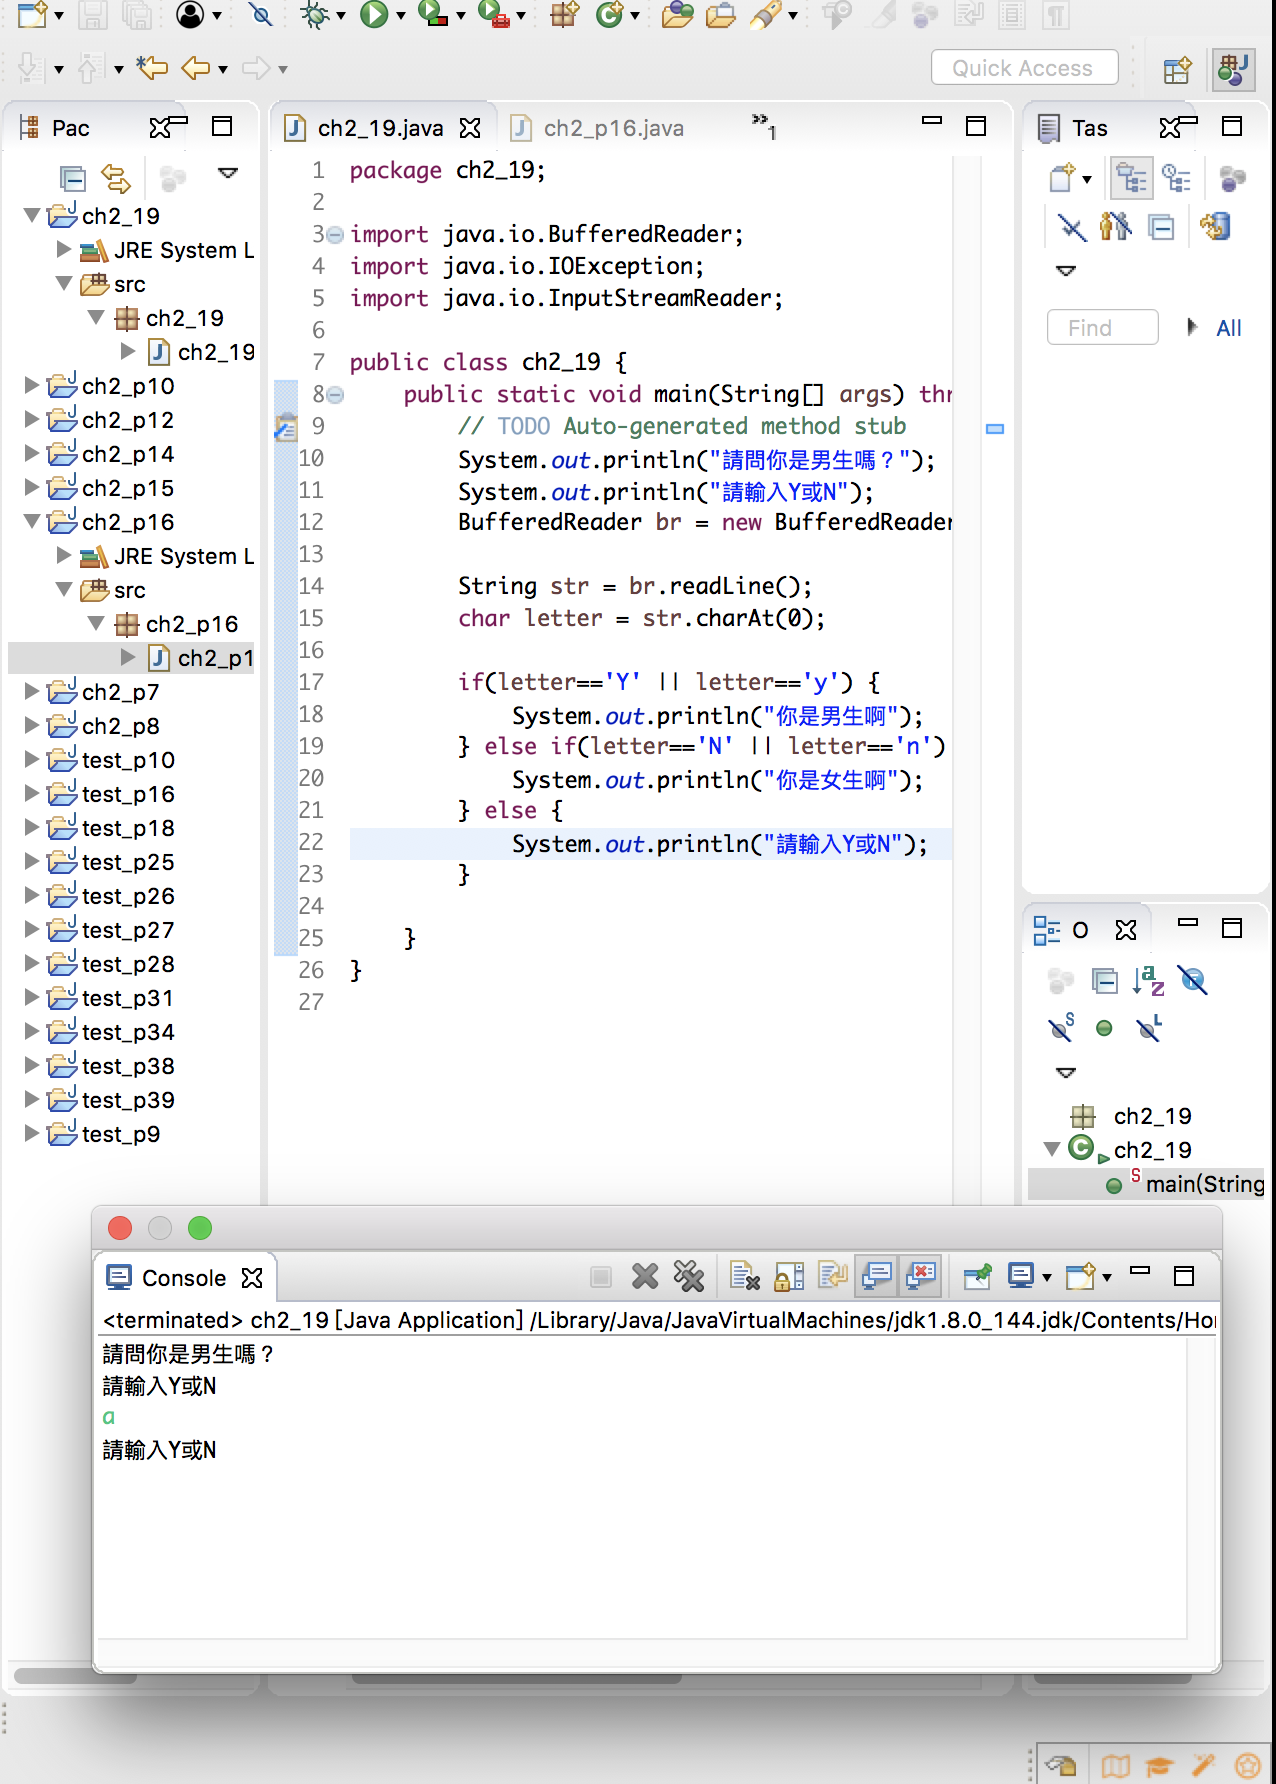 Quick Access
Pac
ch2_19
JRE System L
src
ch2_19
ch2_19
ch2_p10
ch2_p12
ch2_p14
ch2_p15
ch2_p16
JRE System L
src
ch2_p16
ch2_p1
ch2_p7
ch2_p8
test_p10
test_p16
test_p18
test_p25
test_p26
test_p27
test_p28
test_p31
test_p34
test_p38
test_p39
test_p9
ch2_19.java ch2_p16.java »1
1 package ch2_19;
2
3 import java.io.BufferedReader;
4 import java.io.IOException;
5 import java.io.InputStreamReader;
6
7 public class ch2_19 {
8 public static void main(String[] args) thr
9 // TODO Auto-generated method stub
10 System.out.println("請問你是男生嗎？");
11 System.out.println("請輸入Y或N");
12 BufferedReader br = new BufferedReader
13
14 String str = br.readLine();
15 char letter = str.charAt(0);
16
17 if(letter=='Y' || letter=='y') {
18 System.out.println("你是男生啊");
19 } else if(letter=='N' || letter=='n')
20 System.out.println("你是女生啊");
21 } else {
22 System.out.println("請輸入Y或N");
23 }
24
25 }
26 }
27
Tas
Find
All
O
ch2_19
ch2_19
main(String
Console
<terminated> ch2_19 [Java Application] /Library/Java/JavaVirtualMachines/jdk1.8.0_144.jdk/Contents/Ho
請問你是男生嗎？
請輸入Y或N
a
請輸入Y或N